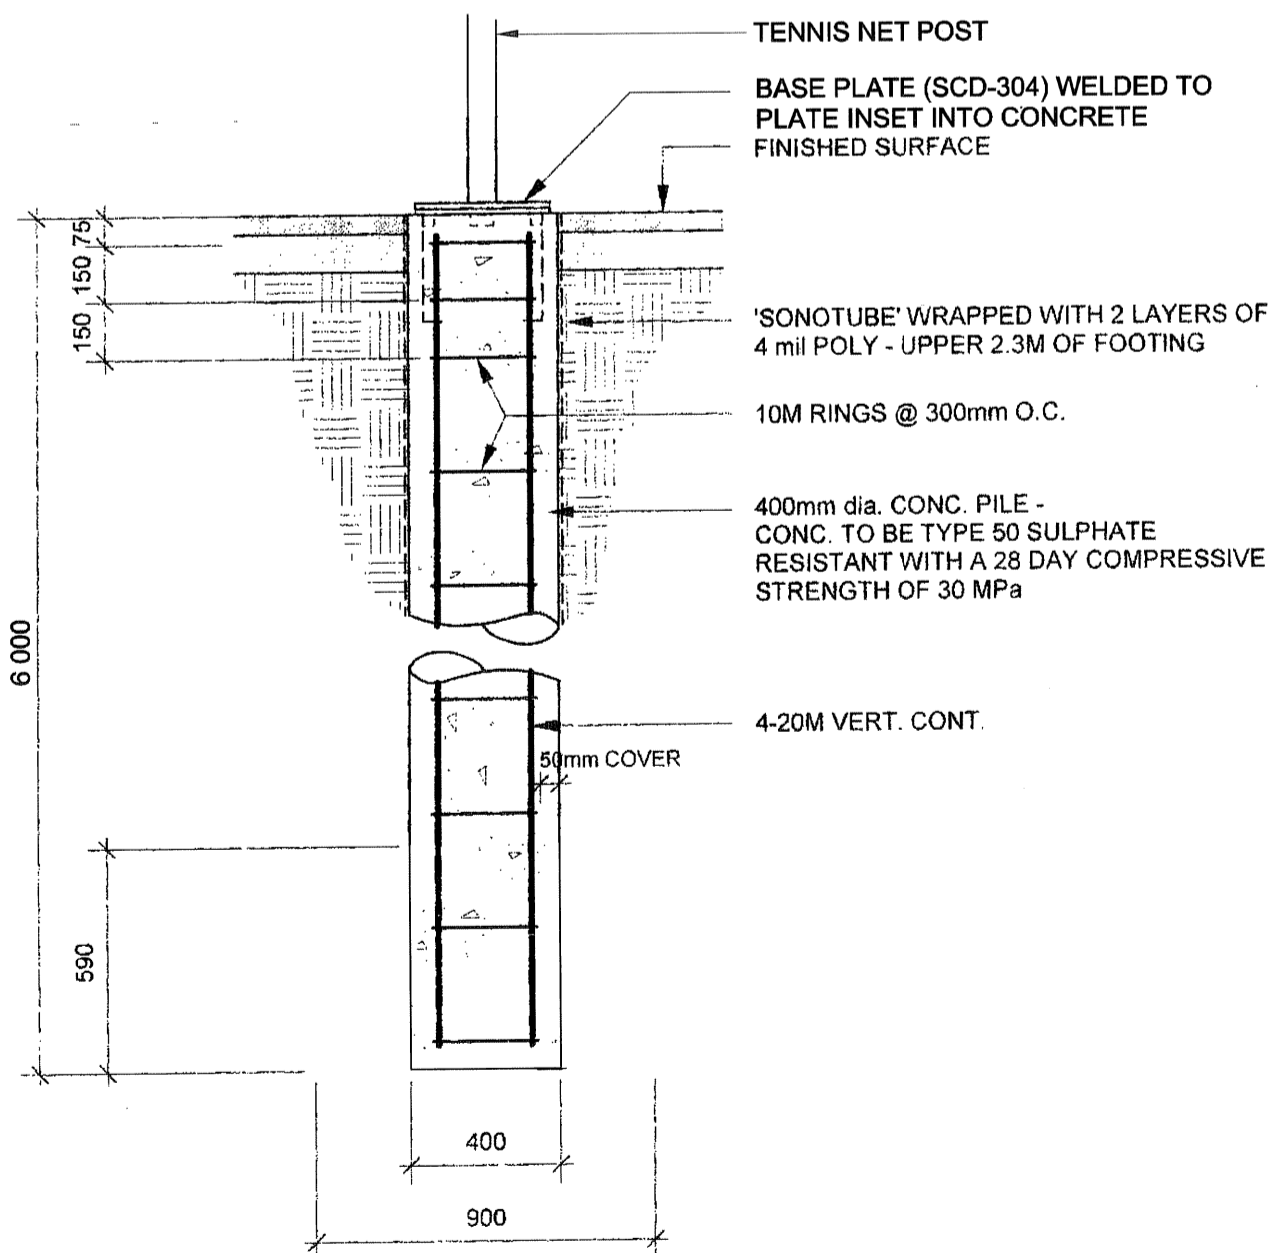 TENNIS NET POST
BASE PLATE (SCD-304) WELDED TO
PLATE INSET INTO CONCRETE
FINISHED SURFACE
75
150
150
'SONOTUBE' WRAPPED WITH 2 LAYERS OF
4 mil POLY - UPPER 2.3M OF FOOTING
10M RINGS @ 300mm O.C.
400mm dia. CONC. PILE -
CONC. TO BE TYPE 50 SULPHATE
RESISTANT WITH A 28 DAY COMPRESSIVE
STRENGTH OF 30 MPa
6 000
4-20M VERT. CONT.
50mm COVER
590
400
900